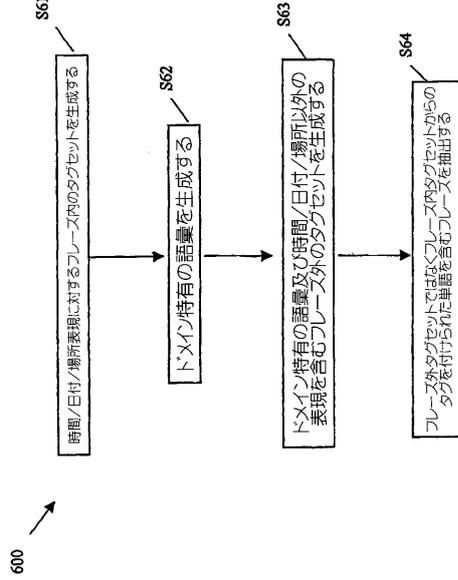 600
S61
時間/日付/場所表現に対するフレーズ内のタグセットを生成する
S62
ドメイン特有の語彙を生成する
S63
ドメイン特有の語彙及び時間/日付/場所以外の
表現を含むフレーズ外のタグセットを生成する
S64
フレーズ外タグセットではなくフレーズ内タグセットからの
タグを付けられた単語を含むフレーズを抽出する